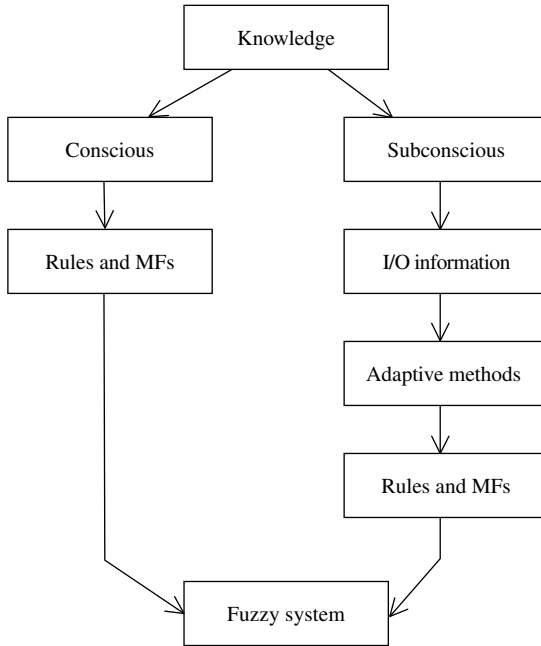 Knowledge
Conscious
Subconscious
Rules and MFs
I/O information
Adaptive methods
Rules and MFs
Fuzzy system